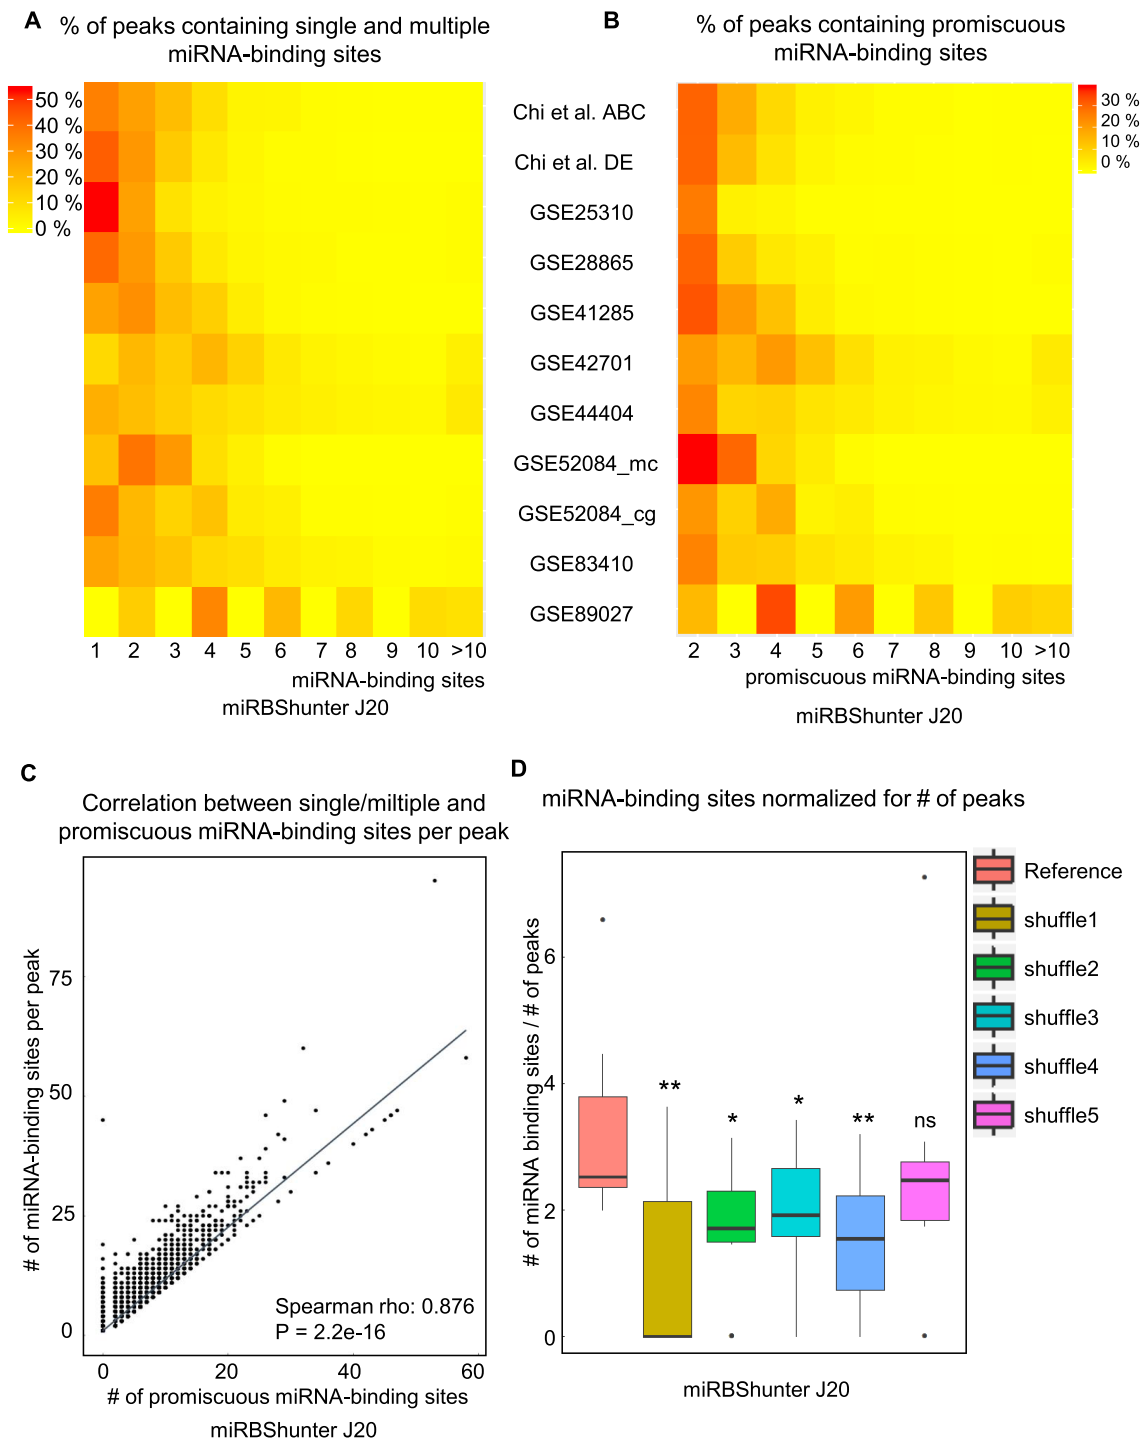 A
% of peaks containing single and multiple
miRNA-binding sites
50 %
40 %
30 %
20 %
10 %
0 %
1 2 3 4 5 6 7 8 9 10 >10
miRNA-binding sites
miRBShunter J20
Chi et al. ABC
Chi et al. DE
GSE25310
GSE28865
GSE41285
GSE42701
GSE44404
GSE52084_mc
GSE52084_cg
GSE83410
GSE89027
B
% of peaks containing promiscuous
miRNA-binding sites
30 %
20 %
10 %
0 %
2 3 4 5 6 7 8 9 10 >10
promiscuous miRNA-binding sites
miRBShunter J20
C
Correlation between single/miltiple and
promiscuous miRNA-binding sites per peak
# of miRNA-binding sites per peak
75
50
25
0
Spearman rho: 0.876
P = 2.2e-16
0 20 40 60
# of promiscuous miRNA-binding sites
miRBShunter J20
D
miRNA-binding sites normalized for # of peaks
# of miRNA binding sites / # of peaks
6
4
2
0
** * * ** ns
miRBShunter J20
Reference
shuffle1
shuffle2
shuffle3
shuffle4
shuffle5